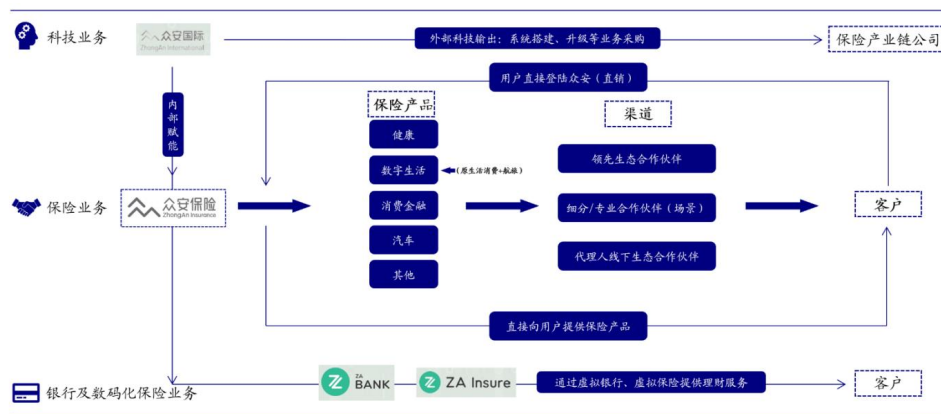 科技业务
众安国际
ZhongAn International
外部科技输出：系统搭建、升级等业务采购
保险产业链公司
用户直接登陆众安（直销）
内部赋能
保险产品
渠道
健康
领先生态合作伙伴
数字生活
（原生活消费+航旅）
保险业务
众安保险
ZhongAn Insurance
消费金融
细分/专业合作伙伴（场景）
客户
汽车
代理人线下生态合作伙伴
其他
直接向用户提供保险产品
银行及数码化保险业务
Z
ZA
BANK
Z
ZA Insure
通过虚拟银行、虚拟保险提供理财服务
客户